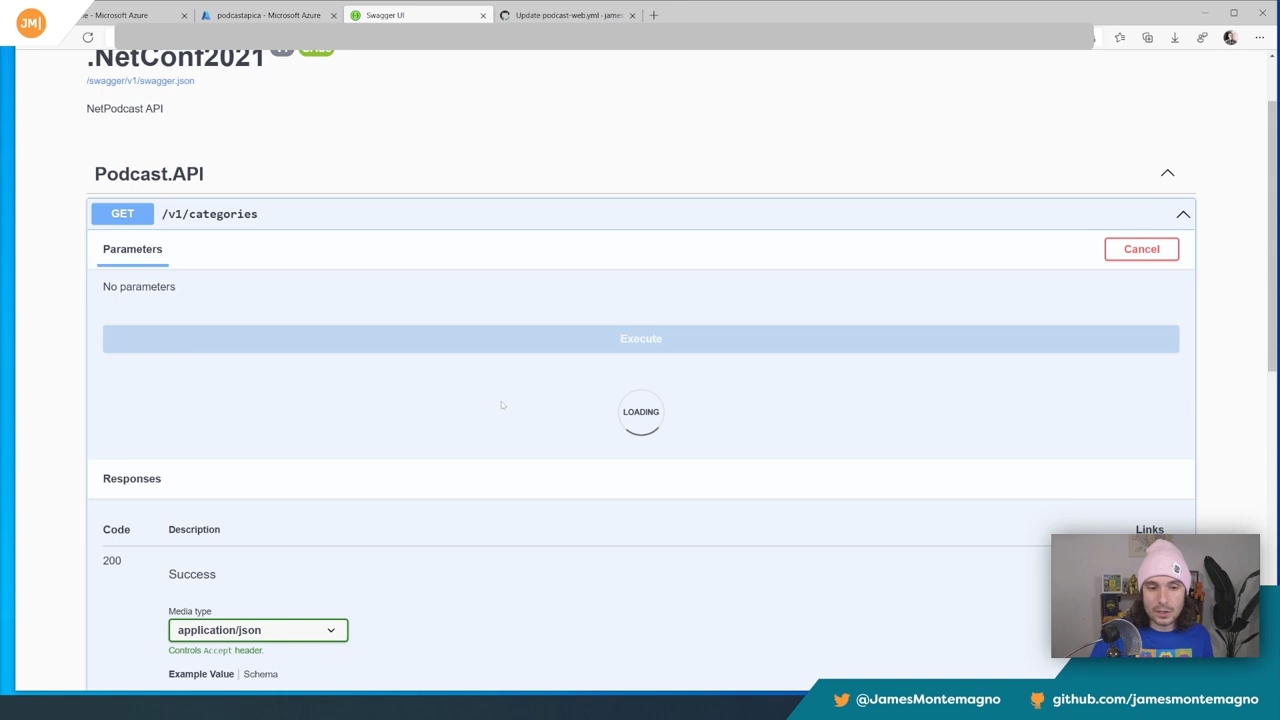 JM|
e - Microsoft Azure
podcastapica - Microsoft Azure
Swagger UI
Update podcast-web.yml · james
.NetConf2021
/swagger/v1/swagger.json
NetPodcast API
Podcast.API
GET /v1/categories
Parameters
Cancel
No parameters
Execute
LOADING
Responses
Code Description Links
200
Success
Media type
application/json
Controls Accept header.
Example Value | Schema
@JamesMontemagno
github.com/jamesmontemagno